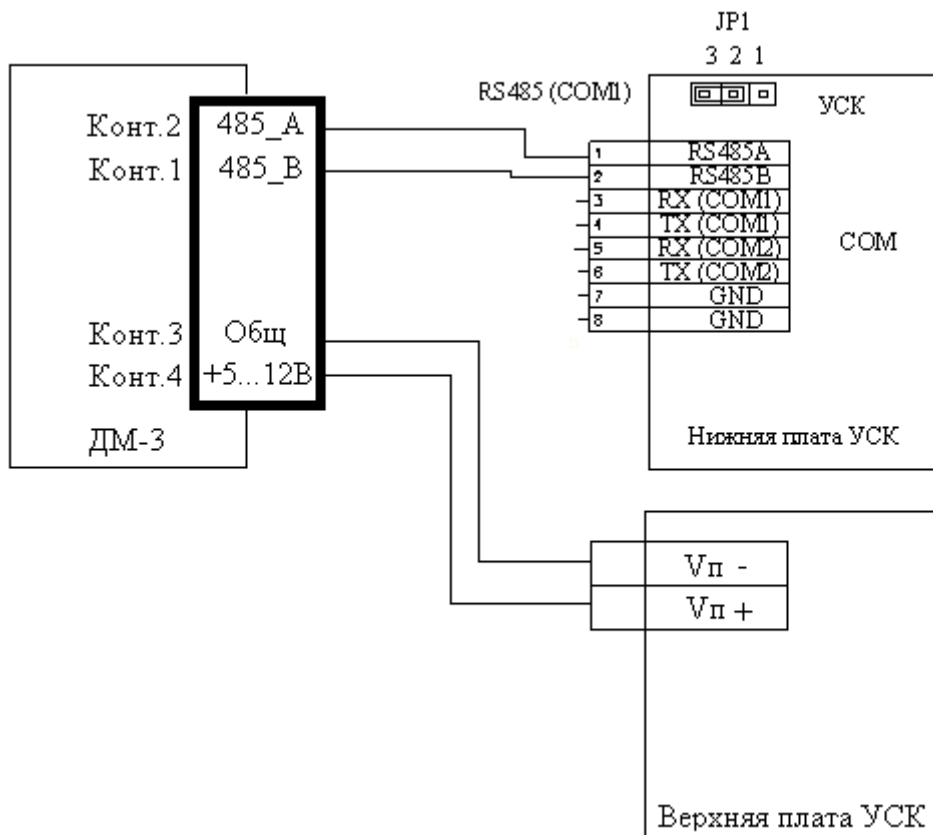 JP1
3 2 1
RS485 (COM1)
УСК
Конт.2 485_A
Конт.1 485_B
1 RS485A
2 RS485B
3 RX (COM1)
4 TX (COM1)
5 RX (COM2)
6 TX (COM2)
7 GND
8 GND
COM
Конт.3 Общ
Конт.4 +5...12В
ДМ-3
Нижняя плата УСК
Vп -
Vп +
Верхняя плата УСК